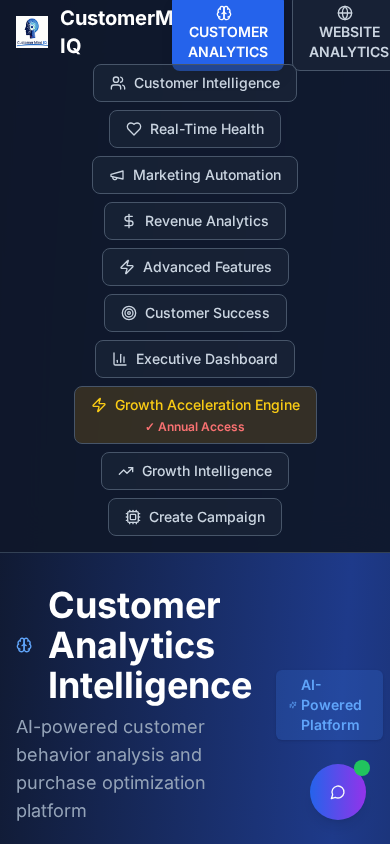 CustomerM
IQ
CUSTOMER
ANALYTICS
WEBSITE
ANALYTICS
Customer Intelligence
Real-Time Health
Marketing Automation
Revenue Analytics
Advanced Features
Customer Success
Executive Dashboard
Growth Acceleration Engine
✓ Annual Access
Growth Intelligence
Create Campaign
Customer
Analytics
Intelligence
AI-
Powered
Platform
AI-powered customer
behavior analysis and
purchase optimization
platform